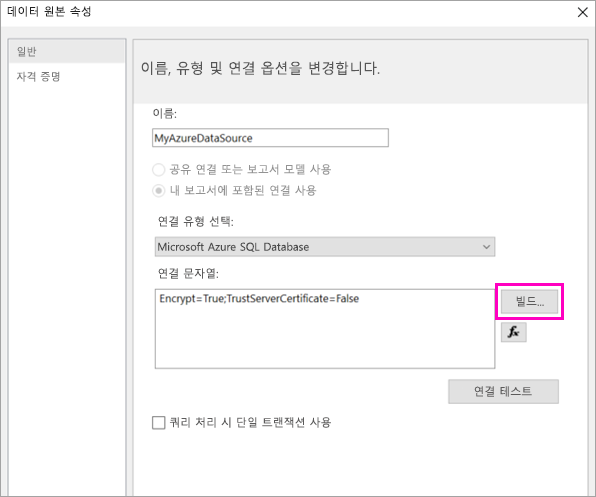 데이터 원본 속성
일반
자격 증명
이름, 유형 및 연결 옵션을 변경합니다.
이름:
MyAzureDataSource
공유 연결 또는 보고서 모델 사용
내 보고서에 포함된 연결 사용
연결 유형 선택:
Microsoft Azure SQL Database
연결 문자열:
Encrypt=True;TrustServerCertificate=False
빌드...
fx
연결 테스트
쿼리 처리 시 단일 트랜잭션 사용